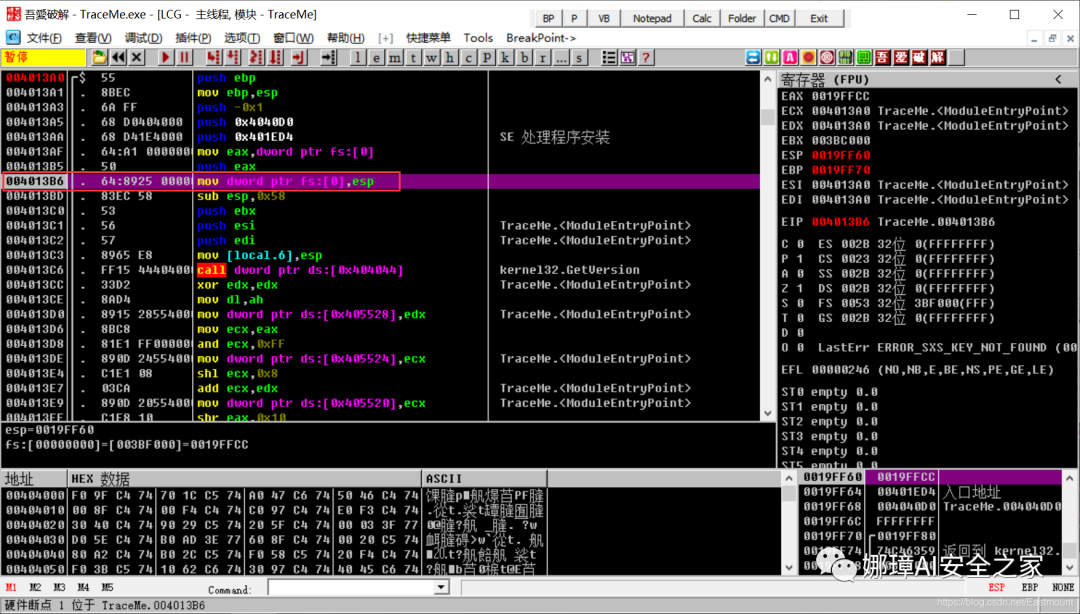 吾愛破解 - TraceMe.exe - [LCG - 主线程, 模块 - TraceMe]
BP P VB Notepad Calc Folder CMD Exit
C 文件(F) 查看(V) 调试(D) 插件(P) 选项(T) 窗口(W) 帮助(H) [+] 快捷菜单 Tools BreakPoint->
暂停 l e m t w h c p k b r ... s ? 吾 爱 破 解
004013A0 $ 55 push ebp
004013A1 . 8BEC mov ebp,esp
004013A3 . 6A FF push -0x1
004013A5 . 68 D0404000 push 0x4040D0
004013AA . 68 D41E4000 push 0x401ED4 SE 处理程序安装
004013AF . 64:A1 0000000 mov eax,dword ptr fs:[0]
004013B5 . 50 push eax
004013B6 . 64:8925 0000 mov dword ptr fs:[0],esp
004013BD . 83EC 58 sub esp,0x58
004013C0 . 53 push ebx
004013C1 . 56 push esi TraceMe.<ModuleEntryPoint>
004013C2 . 57 push edi TraceMe.<ModuleEntryPoint>
004013C3 . 8965 E8 mov [local.6],esp
004013C6 . FF15 44404000 call dword ptr ds:[0x404044] kernel32.GetVersion
004013CC . 33D2 xor edx,edx TraceMe.<ModuleEntryPoint>
004013CE . 8AD4 mov dl,ah
004013D0 . 8915 28554000 mov dword ptr ds:[0x405528],edx TraceMe.<ModuleEntryPoint>
004013D6 . 8BC8 mov ecx,eax
004013D8 . 81E1 FF000000 and ecx,0xFF
004013DE . 890D 24554000 mov dword ptr ds:[0x405524],ecx TraceMe.<ModuleEntryPoint>
004013E4 . C1E1 08 shl ecx,0x8
004013E7 . 03CA add ecx,edx TraceMe.<ModuleEntryPoint>
004013E9 . 890D 20554000 mov dword ptr ds:[0x405520],ecx TraceMe.<ModuleEntryPoint>
004013EF . C1E8 10 shr eax,0x10
esp=0019FF60
fs:[00000000]=[003BF000]=0019FFCC
寄存器 (FPU) <
EAX 0019FFCC
ECX 004013A0 TraceMe.<ModuleEntryPoint>
EDX 004013A0 TraceMe.<ModuleEntryPoint>
EBX 003BC000
ESP 0019FF60
EBP 0019FF70
ESI 004013A0 TraceMe.<ModuleEntryPoint>
EDI 004013A0 TraceMe.<ModuleEntryPoint>
EIP 004013B6 TraceMe.004013B6
C 0 ES 002B 32位 0(FFFFFFFF)
P 1 CS 0023 32位 0(FFFFFFFF)
A 0 SS 002B 32位 0(FFFFFFFF)
Z 1 DS 002B 32位 0(FFFFFFFF)
S 0 FS 0053 32位 3BF000(FFF)
T 0 GS 002B 32位 0(FFFFFFFF)
D 0
O 0 LastErr ERROR_SXS_KEY_NOT_FOUND (00
EFL 00000246 (NO,NB,E,BE,NS,PE,GE,LE)
ST0 empty 0.0
ST1 empty 0.0
ST2 empty 0.0
ST3 empty 0.0
ST4 empty 0.0
ST5 empty 0.0
地址 HEX 数据 ASCII
00404000 F0 9F C4 74 70 1C C5 74 A0 47 C6 74 50 46 C4 74
00404010 00 8F C4 74 00 F4 C4 74 C0 97 C4 74 E0 F3 C4 74
00404020 30 40 C4 74 90 29 C5 74 20 5F C4 74 00 03 3F 77
00404030 D0 5E C4 74 B0 AD 3E 77 60 8F C4 74 00 20 C5 74
00404040 80 A2 C4 74 B0 2C C5 74 F0 58 C5 74 20 F4 C4 74
00404050 F0 3B C5 74 10 62 C6 74 30 97 C4 74 40 45 C6 74
0019FF60 0019FFCC
0019FF64 00401ED4 入口地址
0019FF68 004040D0 TraceMe.004040D0
0019FF6C FFFFFFFF
0019FF70 0019FF80
0019FF74 74C46359 返回到 kernel32.
娜璋AI安全之家
M1 M2 M3 M4 M5 Command: ESP EBP NONE
硬件断点 1 位于 TraceMe.004013B6
https://blog.csdn.net/Eastmount